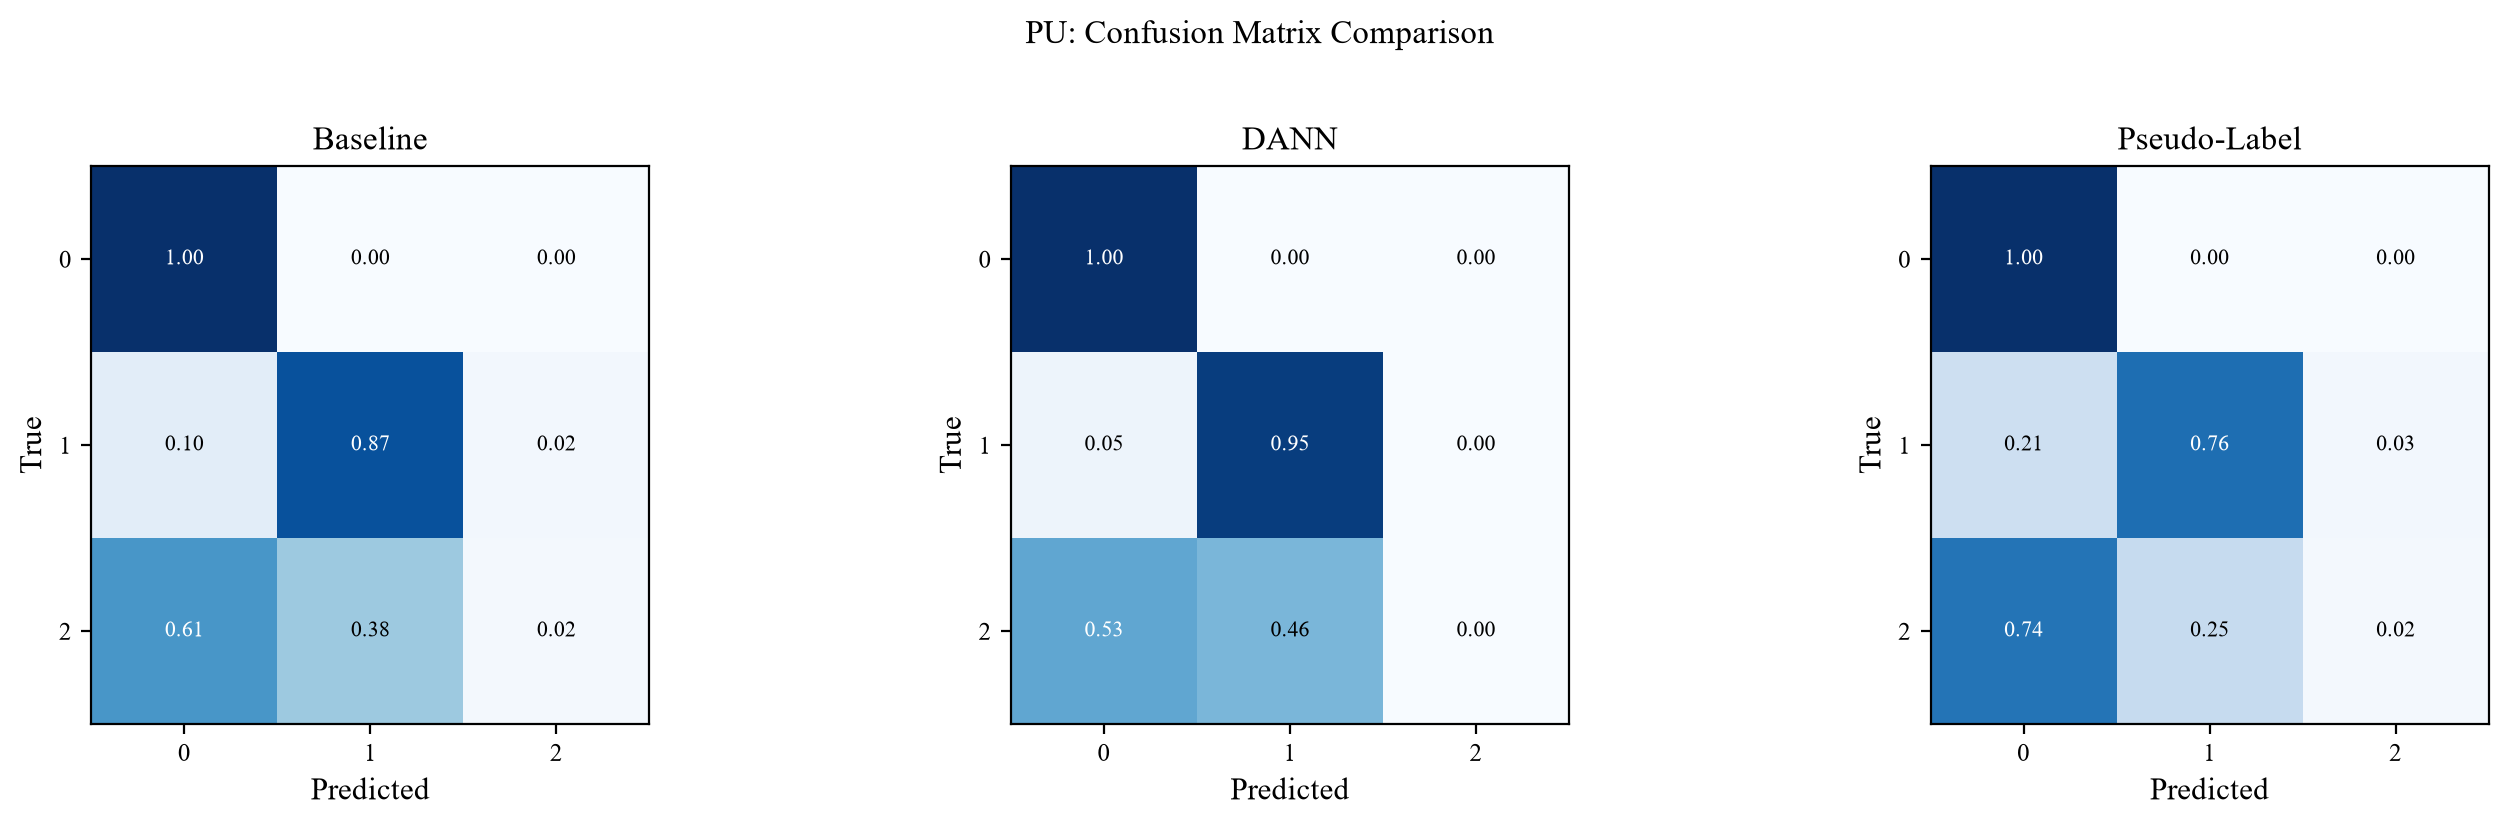 PU: Confusion Matrix Comparison
Baseline
True
0
1.00 0.00 0.00
1
0.10 0.87 0.02
2
0.61 0.38 0.02
0 1 2
Predicted
DANN
True
0
1.00 0.00 0.00
1
0.05 0.95 0.00
2
0.53 0.46 0.00
0 1 2
Predicted
Pseudo-Label
True
0
1.00 0.00 0.00
1
0.21 0.76 0.03
2
0.74 0.25 0.02
0 1 2
Predicted